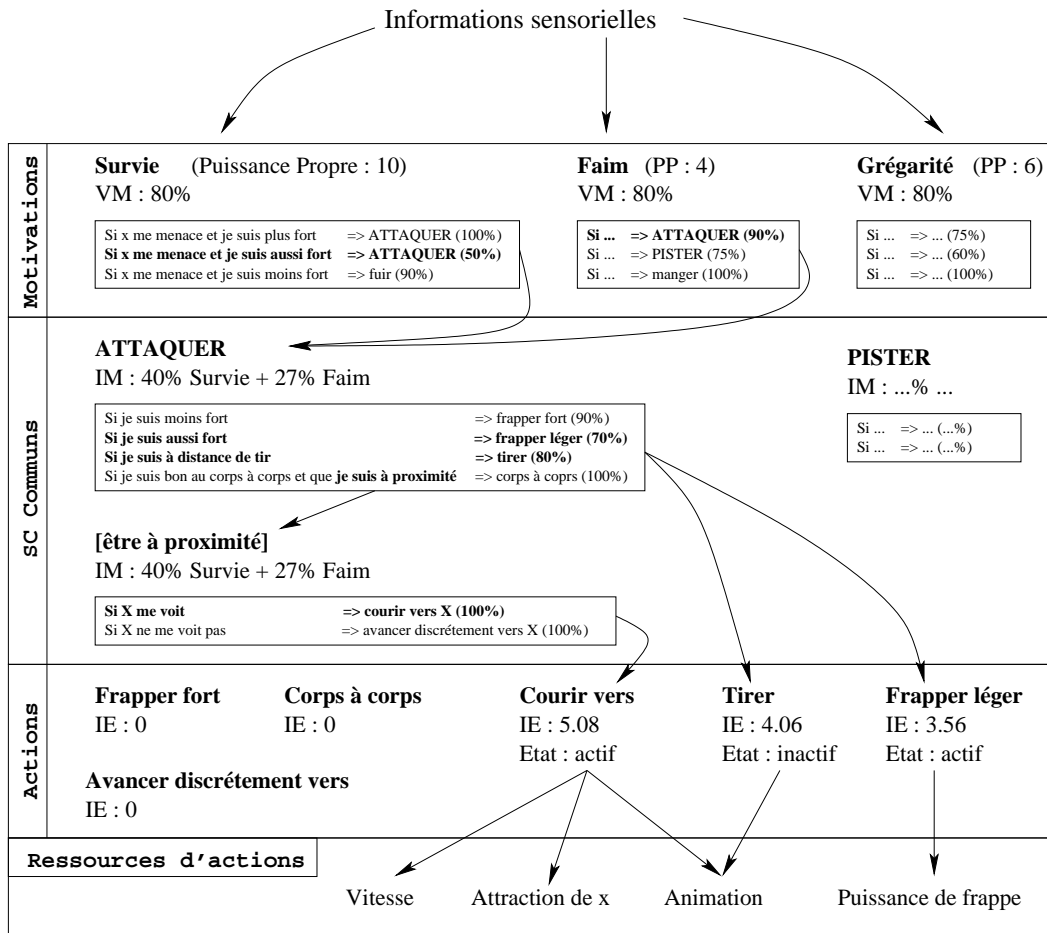 Informations sensorielles
Motivations
Survie (Puissance Propre : 10)
VM : 80%
Si x me menace et je suis plus fort => ATTAQUER (100%)
Si x me menace et je suis aussi fort => ATTAQUER (50%)
Si x me menace et je suis moins fort => fuir (90%)
Faim (PP : 4)
VM : 80%
Si ... => ATTAQUER (90%)
Si ... => PISTER (75%)
Si ... => manger (100%)
Grégarité (PP : 6)
VM : 80%
Si ... => ... (75%)
Si ... => ... (60%)
Si ... => ... (100%)
SC Communs
ATTAQUER
IM : 40% Survie + 27% Faim
Si je suis moins fort => frapper fort (90%)
Si je suis aussi fort => frapper léger (70%)
Si je suis à distance de tir => tirer (80%)
Si je suis bon au corps à corps et que je suis à proximité => corps à coprs (100%)
PISTER
IM : ...% ...
Si ... => ... (...%)
Si ... => ... (...%)
[être à proximité]
IM : 40% Survie + 27% Faim
Si X me voit => courir vers X (100%)
Si X ne me voit pas => avancer discrétement vers X (100%)
Actions
Frapper fort
IE : 0
Corps à corps
IE : 0
Courir vers
IE : 5.08
Etat : actif
Tirer
IE : 4.06
Etat : inactif
Frapper léger
IE : 3.56
Etat : actif
Avancer discrétement vers
IE : 0
Ressources d'actions
Vitesse
Attraction de x
Animation
Puissance de frappe